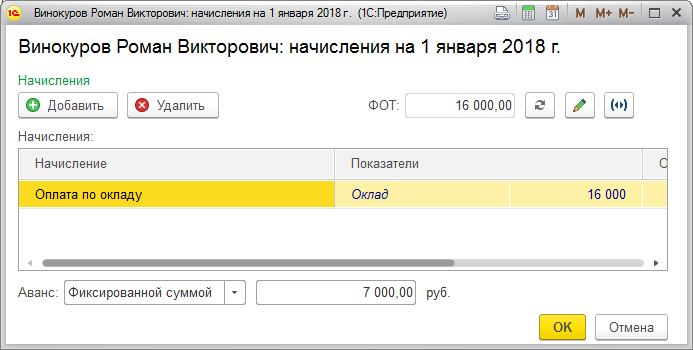 Винокуров Роман Викторович: начисления на 1 января 2018 г. (1С:Предприятие)
M M+ M-
Винокуров Роман Викторович: начисления на 1 января 2018 г.
Начисления
Добавить Удалить ФОТ: 16 000,00
Начисления:
Начисление Показатели О
Оплата по окладу Оклад 16 000
Аванс: Фиксированной суммой 7 000,00 руб.
ОК Отмена